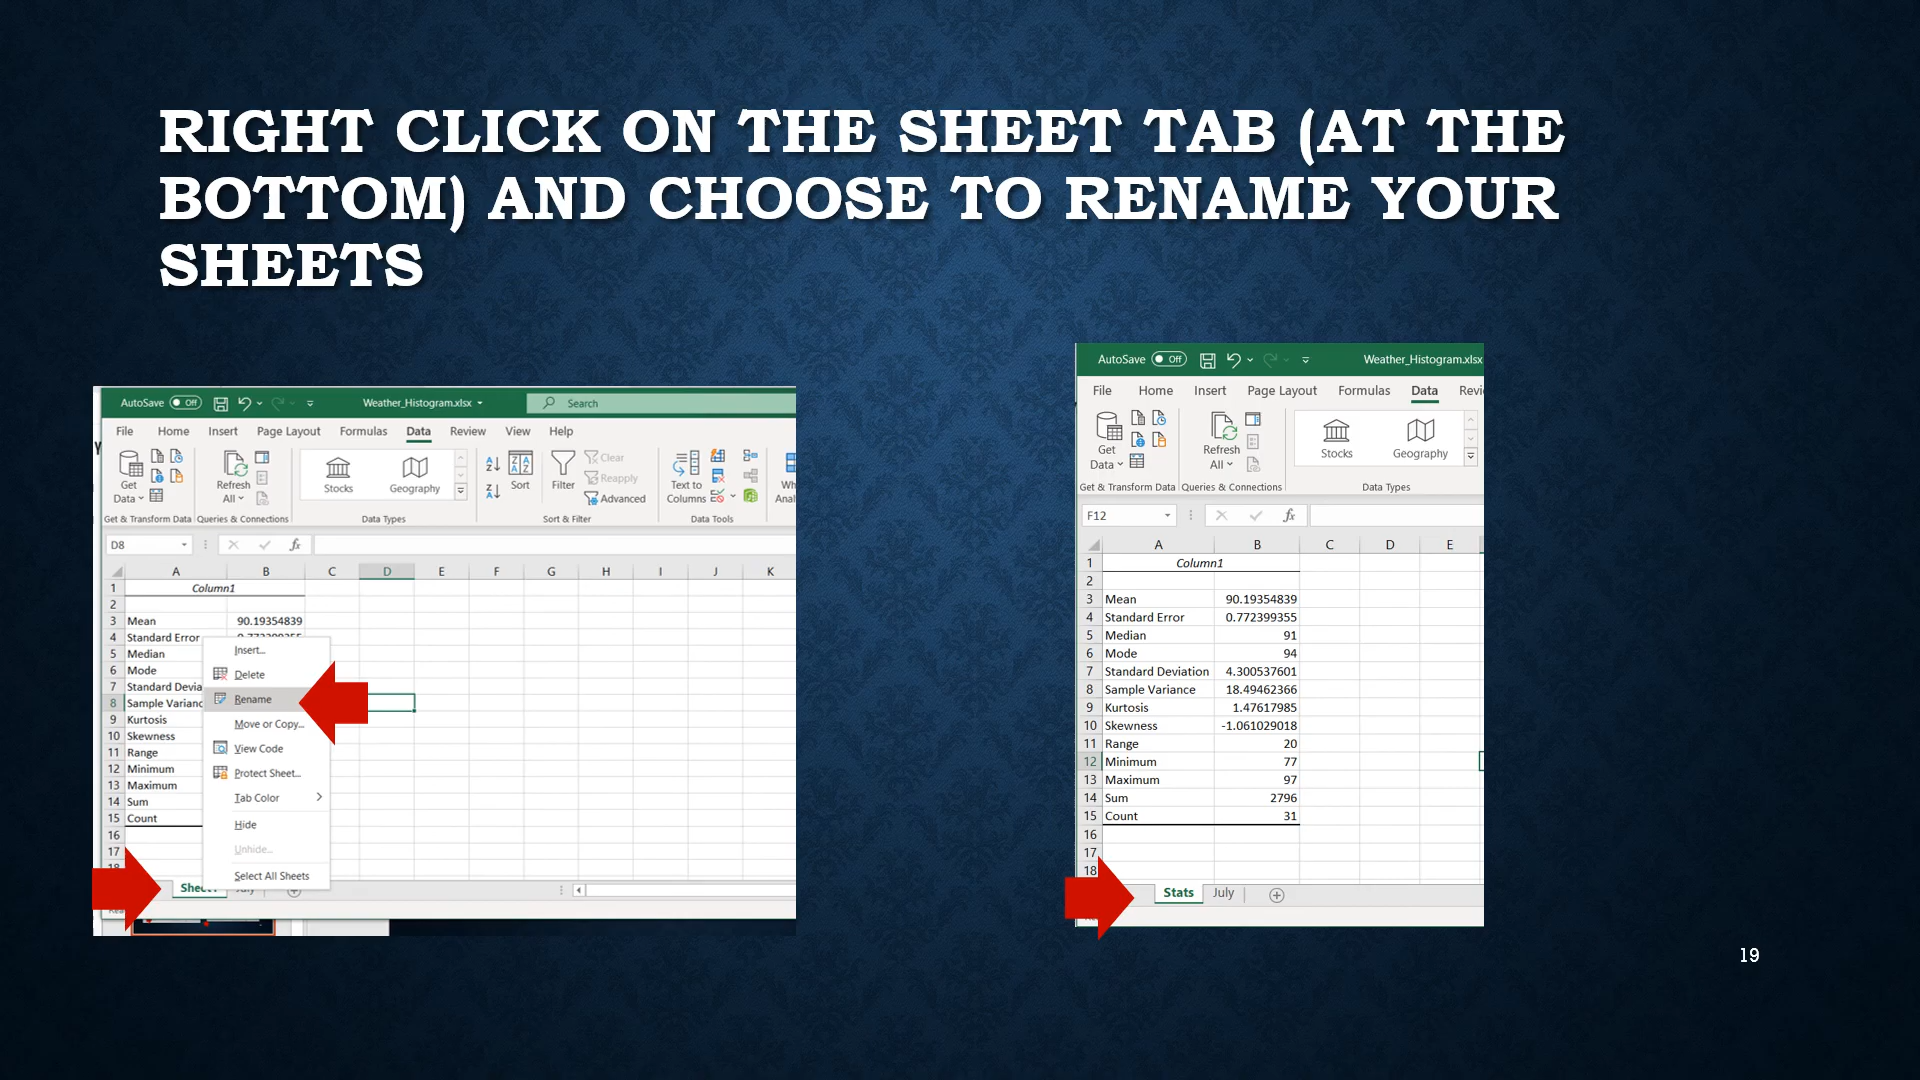 RIGHT CLICK ON THE SHEET TAB (AT THE
BOTTOM) AND CHOOSE TO RENAME YOUR
SHEETS
AutoSave Off Weather_Histogram.xlsx Search
File Home Insert Page Layout Formulas Data Review View Help
Get Data Refresh All Stocks Geography Sort Filter Clear Reapply Advanced Text to Columns
Get & Transform Data Queries & Connections Data Types Sort & Filter Data Tools
D8 fx
A B C D E F G H I J K
1 Column1
2
3 Mean 90.19354839
4 Standard Error 0.772399355
5 Median
6 Mode
7 Standard Devia
8 Sample Varianc
9 Kurtosis
10 Skewness
11 Range
12 Minimum
13 Maximum
14 Sum
15 Count
16
17
18
Insert...
Delete
Rename
Move or Copy...
View Code
Protect Sheet...
Tab Color
Hide
Unhide...
Select All Sheets
AutoSave Off Weather_Histogram.xlsx
File Home Insert Page Layout Formulas Data Revi
Get Data Refresh All Stocks Geography
Get & Transform Data Queries & Connections Data Types
F12 fx
A B C D E
1 Column1
2
3 Mean 90.19354839
4 Standard Error 0.772399355
5 Median 91
6 Mode 94
7 Standard Deviation 4.300537601
8 Sample Variance 18.49462366
9 Kurtosis 1.47617985
10 Skewness -1.061029018
11 Range 20
12 Minimum 77
13 Maximum 97
14 Sum 2796
15 Count 31
16
17
18
Stats July
19